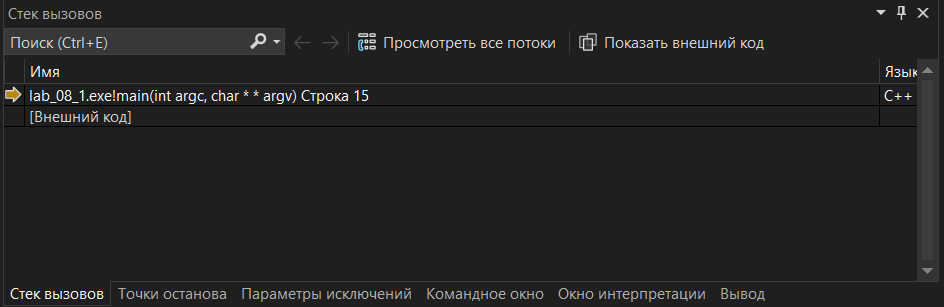 Стек вызовов
Поиск (Ctrl+E) Просмотреть все потоки Показать внешний код
Имя Язык
lab_08_1.exe!main(int argc, char * * argv) Строка 15 C++
[Внешний код]
Стек вызовов Точки останова Параметры исключений Командное окно Окно интерпретации Вывод